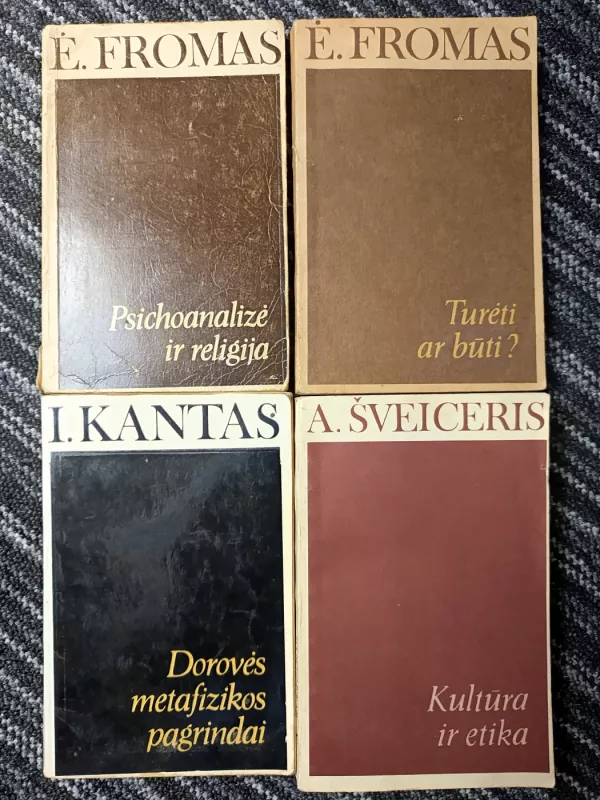 Ė. FROMAS
Psichoanalizė
ir religija
Ė. FROMAS
Turėti
ar būti?
I. KANTAS
Dorovės
metafizikos
pagrindai
A. ŠVEICERIS
Kultūra
ir etika